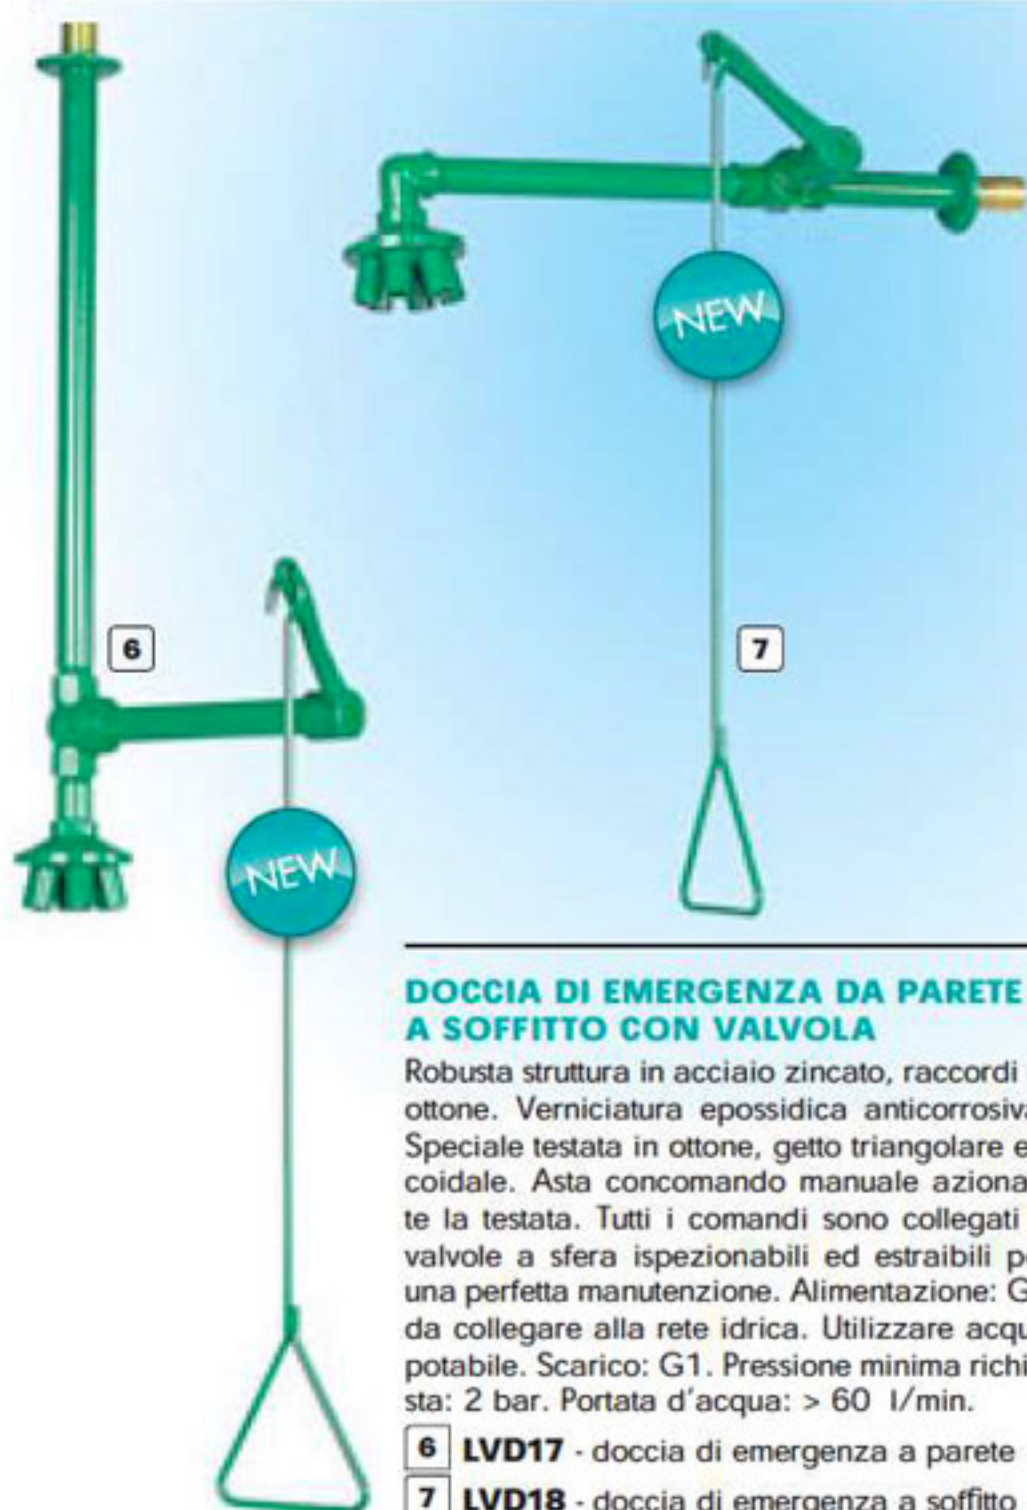 NEW
6
7
NEW
DOCCIA DI EMERGENZA DA PARETE
A SOFFITTO CON VALVOLA
Robusta struttura in acciaio zincato, raccordi
ottone. Verniciatura epossidica anticorrosiva
Speciale testata in ottone, getto triangolare e
coidale. Asta concomando manuale aziona
te la testata. Tutti i comandi sono collegati
valvole a sfera ispezionabili ed estraibili pe
una perfetta manutenzione. Alimentazione: G
da collegare alla rete idrica. Utilizzare acqu
potabile. Scarico: G1. Pressione minima richi
sta: 2 bar. Portata d'acqua: > 60 l/min.
6 LVD17 - doccia di emergenza a parete
7 LVD18 - doccia di emergenza a soffitto